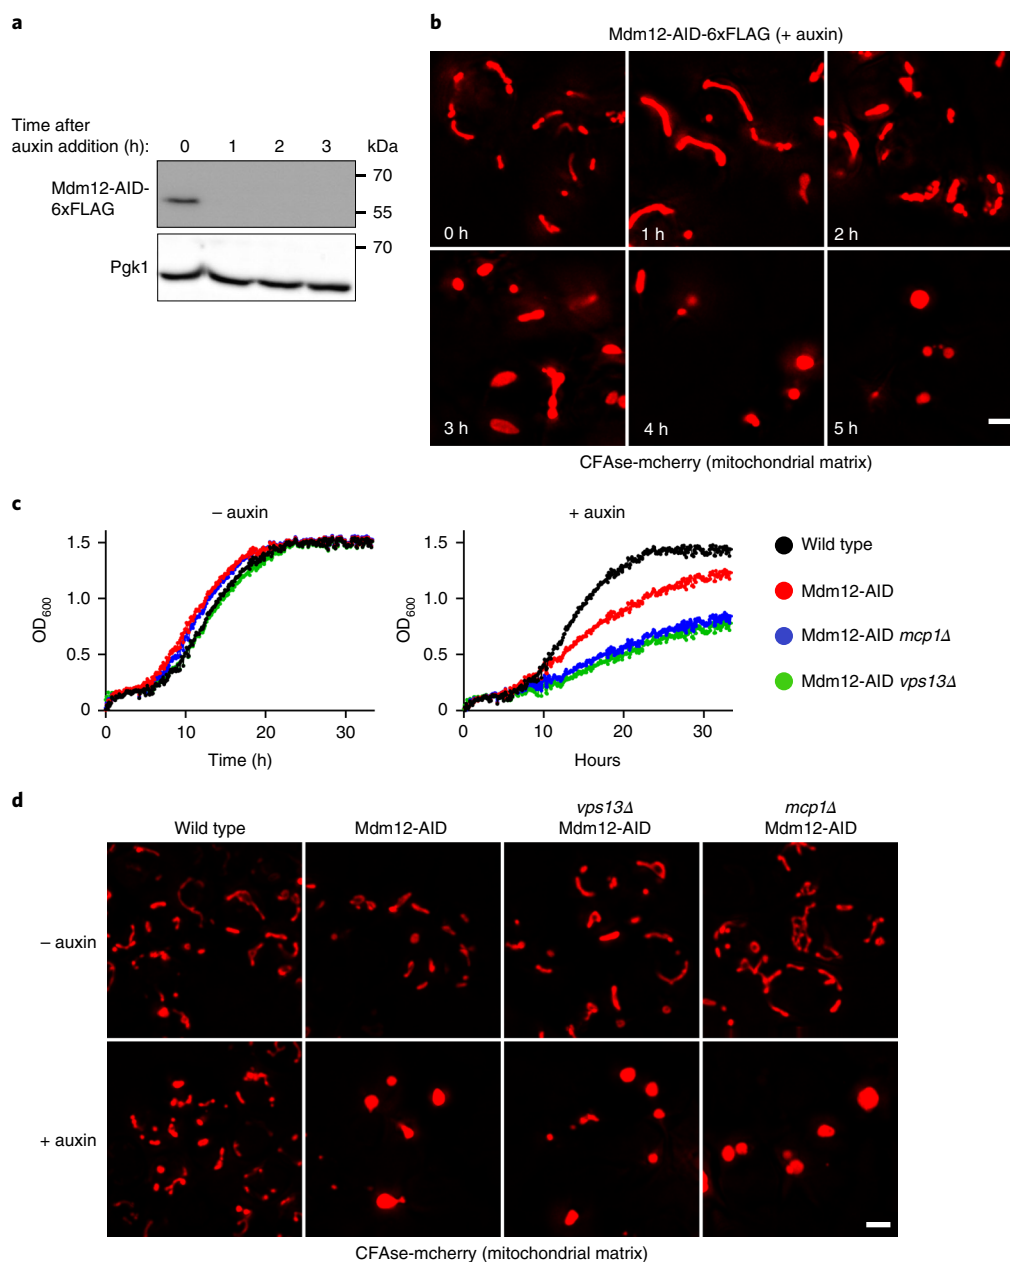 a
Time after
auxin addition (h):
0 1 2 3 kDa
Mdm12-AID-
6xFLAG
70
55
Pgk1
70
b
Mdm12-AID-6xFLAG (+ auxin)
0 h
1 h
2 h
3 h
4 h
5 h
CFAse-mcherry (mitochondrial matrix)
c
– auxin
OD600
1.5
1.0
0.5
0
0 10 20 30
Time (h)
+ auxin
OD600
1.5
1.0
0.5
0
0 10 20 30
Hours
Wild type
Mdm12-AID
Mdm12-AID mcp1Δ
Mdm12-AID vps13Δ
d
Wild type
Mdm12-AID
vps13Δ
Mdm12-AID
mcp1Δ
Mdm12-AID
– auxin
+ auxin
CFAse-mcherry (mitochondrial matrix)